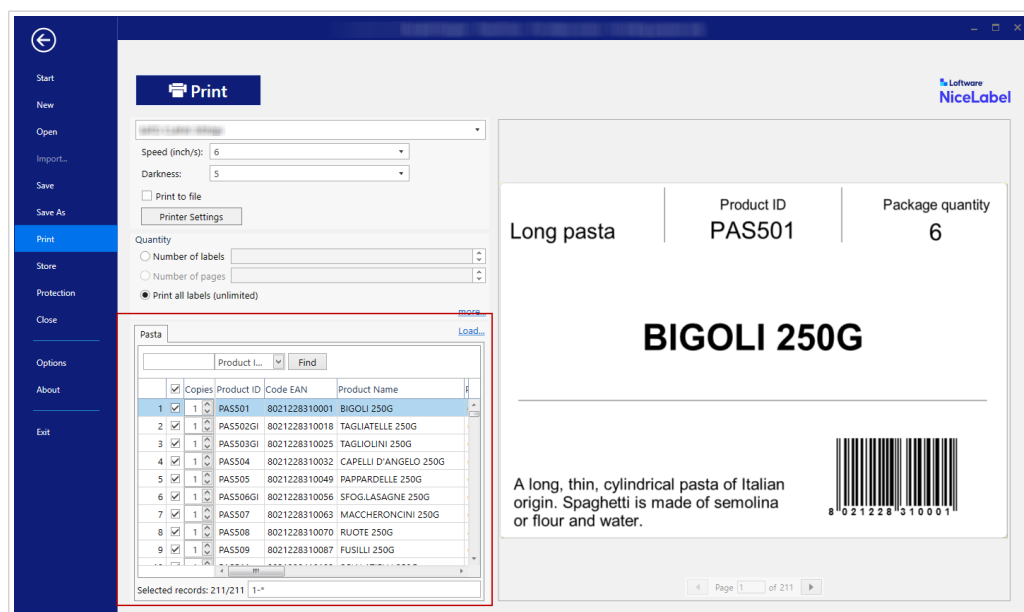 Start
New
Open
Import...
Save
Save As
Print
Store
Protection
Close
Options
About
Exit
Print
Speed (inch/s): 6
Darkness: 5
Print to file
Printer Settings
Quantity
Number of labels
Number of pages
Print all labels (unlimited)
more...
Pasta
Load...
Product I... Find
Copies Product ID Code EAN Product Name
1 1 PAS501 8021228310001 BIGOLI 250G
2 1 PAS502GI 8021228310018 TAGLIATELLE 250G
3 1 PAS503GI 8021228310025 TAGLIOLINI 250G
4 1 PAS504 8021228310032 CAPELLI D'ANGELO 250G
5 1 PAS505 8021228310049 PAPPARDELLE 250G
6 1 PAS506GI 8021228310056 SFOG.LASAGNE 250G
7 1 PAS507 8021228310063 MACCHERONCINI 250G
8 1 PAS508 8021228310070 RUOTE 250G
9 1 PAS509 8021228310087 FUSILLI 250G
Selected records: 211/211 1-*
Loftware
NiceLabel
Long pasta
Product ID
PAS501
Package quantity
6
BIGOLI 250G
A long, thin, cylindrical pasta of Italian
origin. Spaghetti is made of semolina
or flour and water.
8 021228 310001
Page 1 of 211